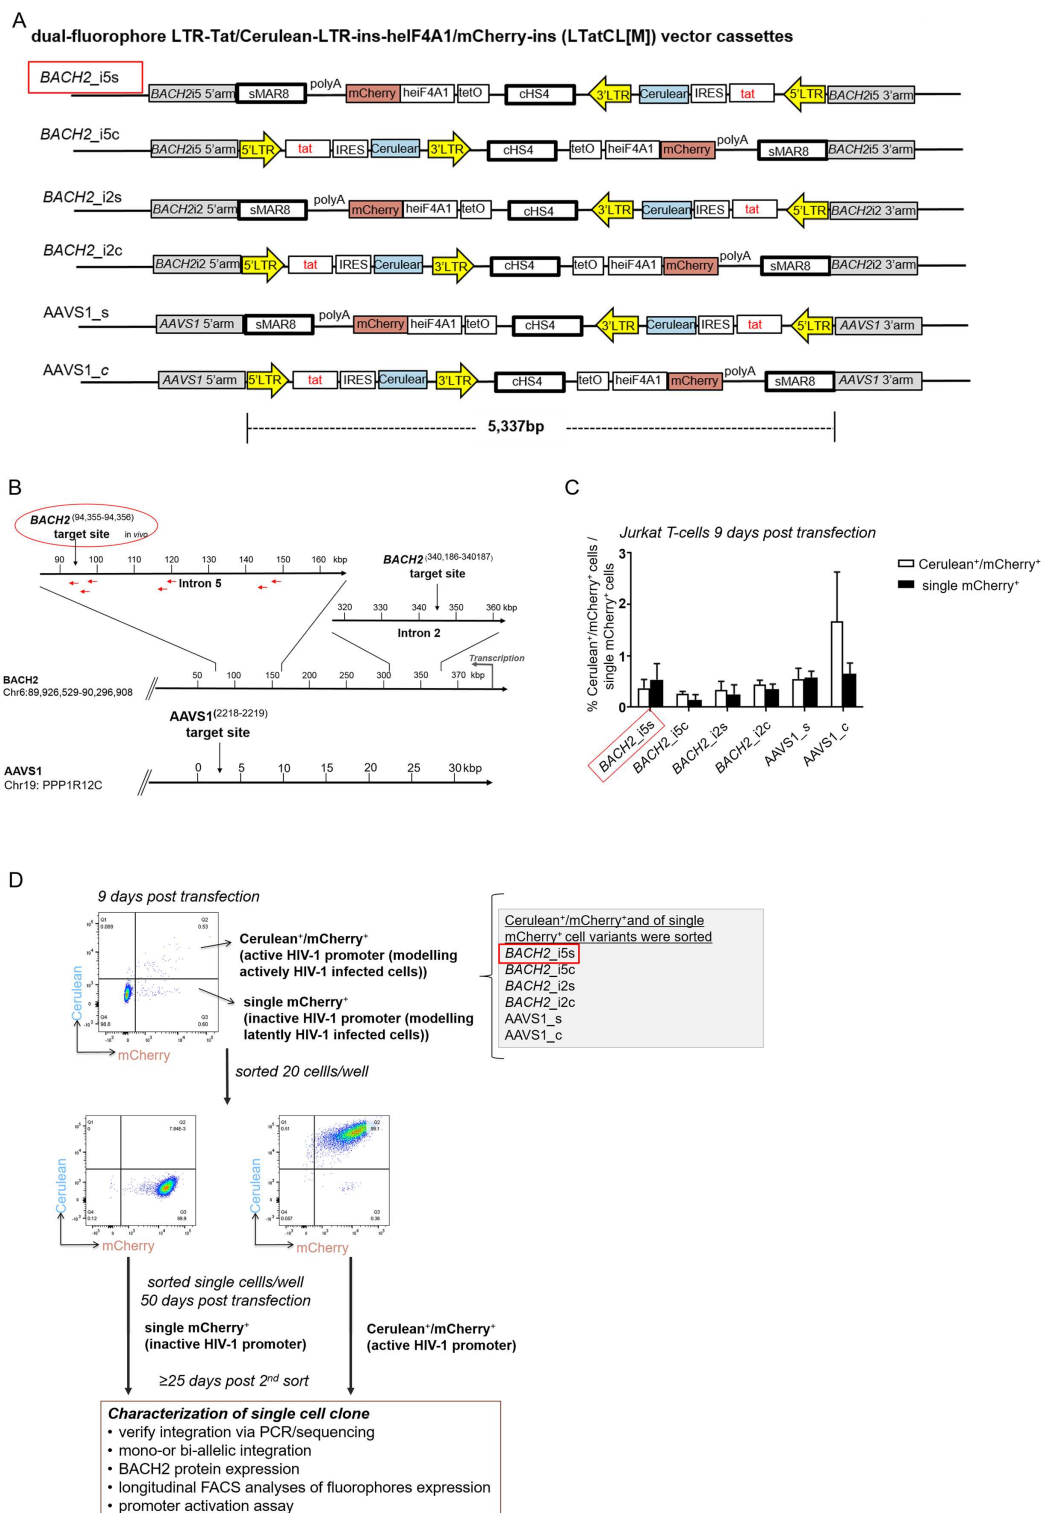 A
dual-fluorophore LTR-Tat/Cerulean-LTR-ins-heIF4A1/mCherry-ins (LTatCL[M]) vector cassettes
BACH2_i5s
BACH2i5 5'arm sMAR8 polyA mCherry heiF4A1 tetO cHS4 3'LTR Cerulean IRES tat 5'LTR BACH2i5 3'arm
BACH2_i5c
BACH2i5 5'arm 5'LTR tat IRES Cerulean 3'LTR cHS4 tetO heiF4A1 mCherry polyA sMAR8 BACH2i5 3'arm
BACH2_i2s
BACH2i2 5'arm sMAR8 polyA mCherry heiF4A1 tetO cHS4 3'LTR Cerulean IRES tat 5'LTR BACH2i2 3'arm
BACH2_i2c
BACH2i2 5'arm 5'LTR tat IRES Cerulean 3'LTR cHS4 tetO heiF4A1 mCherry polyA sMAR8 BACH2i2 3'arm
AAVS1_s
AAVS1 5'arm sMAR8 polyA mCherry heiF4A1 tetO cHS4 3'LTR Cerulean IRES tat 5'LTR AAVS1 3'arm
AAVS1_c
AAVS1 5'arm 5'LTR tat IRES Cerulean 3'LTR cHS4 tetO heiF4A1 mCherry polyA sMAR8 AAVS1 3'arm
5,337bp
B
BACH2 (94,355-94,356)
target site in vivo
90 100 120 140 150 160 kbp
Intron 5
BACH2 (340,186-340187)
target site
320 330 340 350 360 kbp
Intron 2
Transcription
BACH2
Chr6:89,926,529-90,296,908
50 100 150 200 250 300 350 370 kbp
AAVS1 (2218-2219)
target site
AAVS1
Chr19: PPP1R12C
0 5 10 15 20 25 30 kbp
C
Jurkat T-cells 9 days post transfection
% Cerulean+/mCherry+ cells /
single mCherry+ cells
3
2
1
0
BACH2_i5s
BACH2_i5c
BACH2_i2s
BACH2_i2c
AAVS1_s
AAVS1_c
Cerulean+/mCherry+
single mCherry+
D
9 days post transfection
Cerulean
mCherry
Cerulean+/mCherry+
(active HIV-1 promoter (modelling
actively HIV-1 infected cells))
single mCherry+
(inactive HIV-1 promoter (modelling
latently HIV-1 infected cells))
Cerulean+/mCherry+and of single
mCherry+ cell variants were sorted
BACH2_i5s
BACH2_i5c
BACH2_i2s
BACH2_i2c
AAVS1_s
AAVS1_c
sorted 20 cellls/well
Cerulean
mCherry
Cerulean
mCherry
sorted single cellls/well
50 days post transfection
single mCherry+
(inactive HIV-1 promoter)
Cerulean+/mCherry+
(active HIV-1 promoter)
≥25 days post 2nd sort
Characterization of single cell clone
• verify integration via PCR/sequencing
• mono-or bi-allelic integration
• BACH2 protein expression
• longitudinal FACS analyses of fluorophores expression
• promoter activation assay